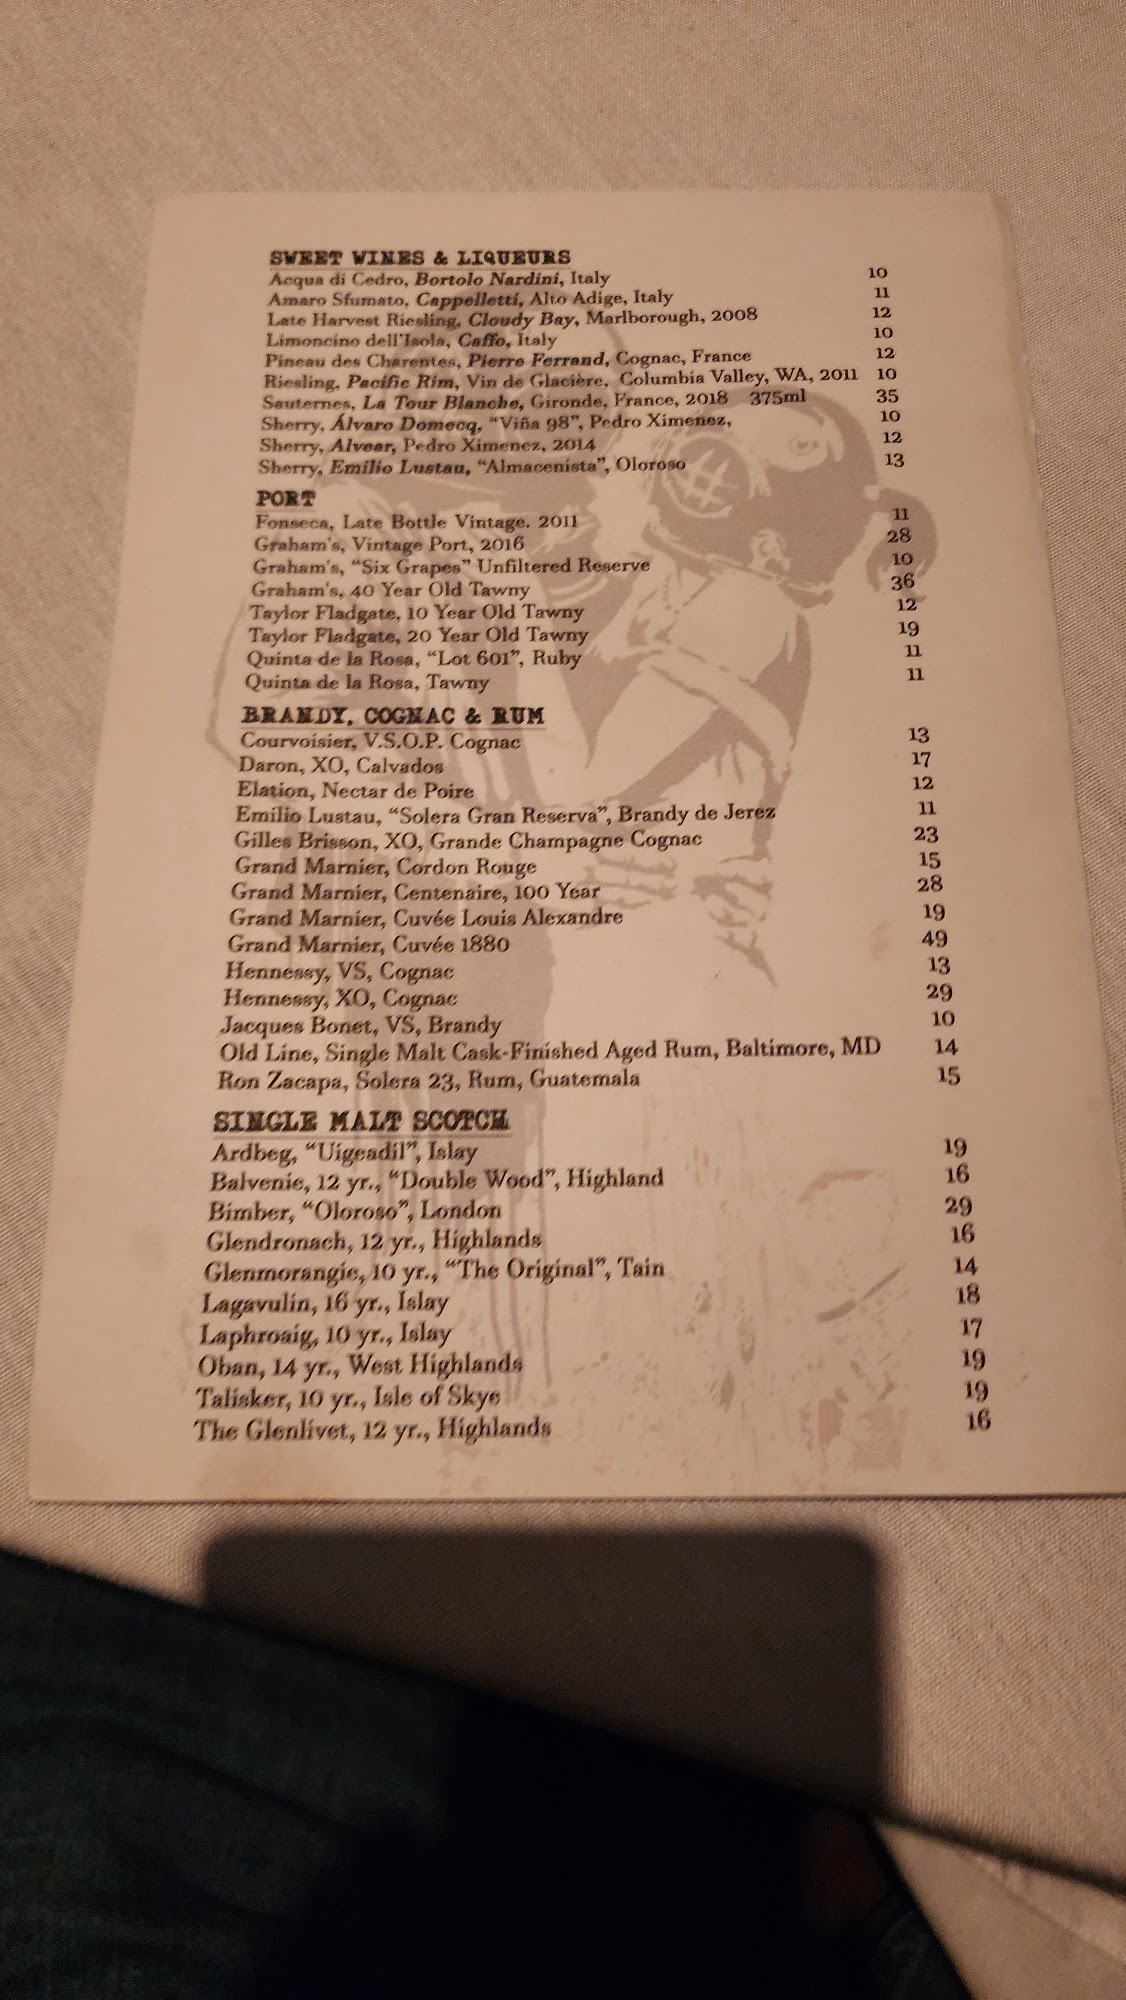 SWEET WINES & LIQUEURS
Acqua di Cedro, Bortolo Nardini, Italy 10
Amaro Sfumato, Cappelletti, Alto Adige, Italy 11
Late Harvest Riesling, Cloudy Bay, Marlborough, 2008 12
Limoncino dell'Isola, Caffo, Italy 10
Pineau des Charentes, Pierre Ferrand, Cognac, France 12
Riesling, Pacific Rim, Vin de Glacière, Columbia Valley, WA, 2011 10
Sauternes, La Tour Blanche, Gironde, France, 2018 375ml 35
Sherry, Álvaro Domecq, "Viña 98", Pedro Ximenez, 10
Sherry, Alvear, Pedro Ximenez, 2014 12
Sherry, Emilio Lustau, "Almacenista", Oloroso 13
PORT
Fonseca, Late Bottle Vintage. 2011 11
Graham's, Vintage Port, 2016 28
Graham's, "Six Grapes" Unfiltered Reserve 10
Graham's, 40 Year Old Tawny 36
Taylor Fladgate, 10 Year Old Tawny 12
Taylor Fladgate, 20 Year Old Tawny 19
Quinta de la Rosa, "Lot 601", Ruby 11
Quinta de la Rosa, Tawny 11
BRANDY, COGNAC & RUM
Courvoisier, V.S.O.P. Cognac 13
Daron, XO, Calvados 17
Elation, Nectar de Poire 12
Emilio Lustau, "Solera Gran Reserva", Brandy de Jerez 11
Gilles Brisson, XO, Grande Champagne Cognac 23
Grand Marnier, Cordon Rouge 15
Grand Marnier, Centenaire, 100 Year 28
Grand Marnier, Cuvée Louis Alexandre 19
Grand Marnier, Cuvée 1880 49
Hennessy, VS, Cognac 13
Hennessy, XO, Cognac 29
Jacques Bonet, VS, Brandy 10
Old Line, Single Malt Cask-Finished Aged Rum, Baltimore, MD 14
Ron Zacapa, Solera 23, Rum, Guatemala 15
SINGLE MALT SCOTCH
Ardbeg, "Uigeadil", Islay 19
Balvenie, 12 yr., "Double Wood", Highland 16
Bimber, "Oloroso", London 29
Glendronach, 12 yr., Highlands 16
Glenmorangie, 10 yr., "The Original", Tain 14
Lagavulin, 16 yr., Islay 18
Laphroaig, 10 yr., Islay 17
Oban, 14 yr., West Highlands 19
Talisker, 10 yr., Isle of Skye 19
The Glenlivet, 12 yr., Highlands 16